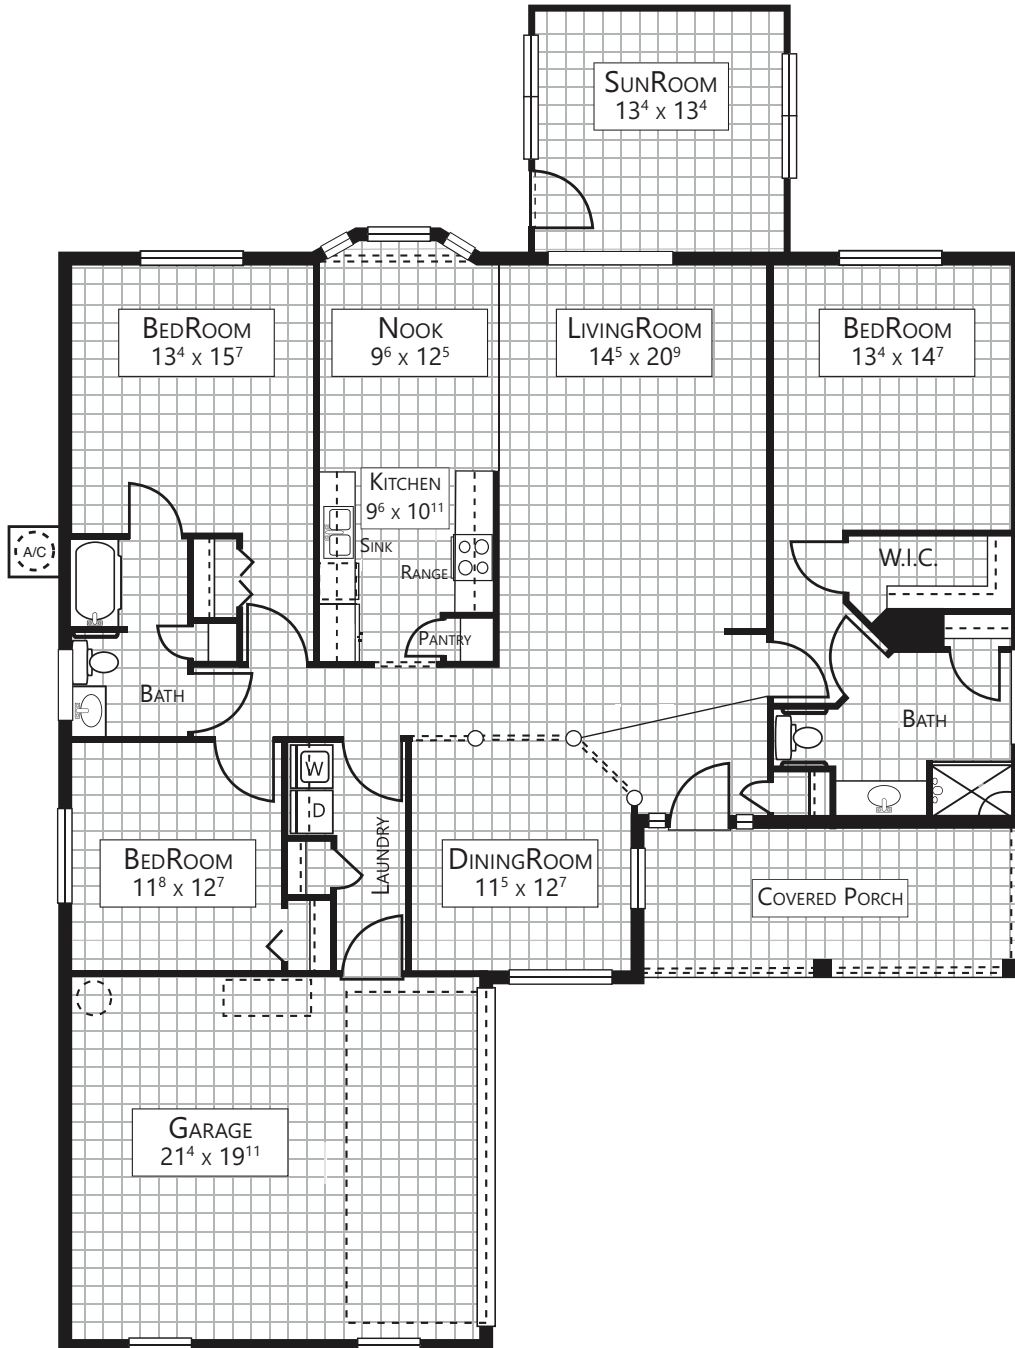 SUNROOM
13⁴ X 13⁴
BEDROOM
13⁴ X 15⁷
NOOK
9⁶ X 12⁵
LIVINGROOM
14⁵ X 20⁹
BEDROOM
13⁴ X 14⁷
KITCHEN
9⁶ X 10¹¹
SINK
RANGE
A/C
W.I.C.
PANTRY
BATH
BATH
W
D
LAUNDRY
BEDROOM
11⁸ X 12⁷
DININGROOM
11⁵ X 12⁷
COVERED PORCH
GARAGE
21⁴ X 19¹¹